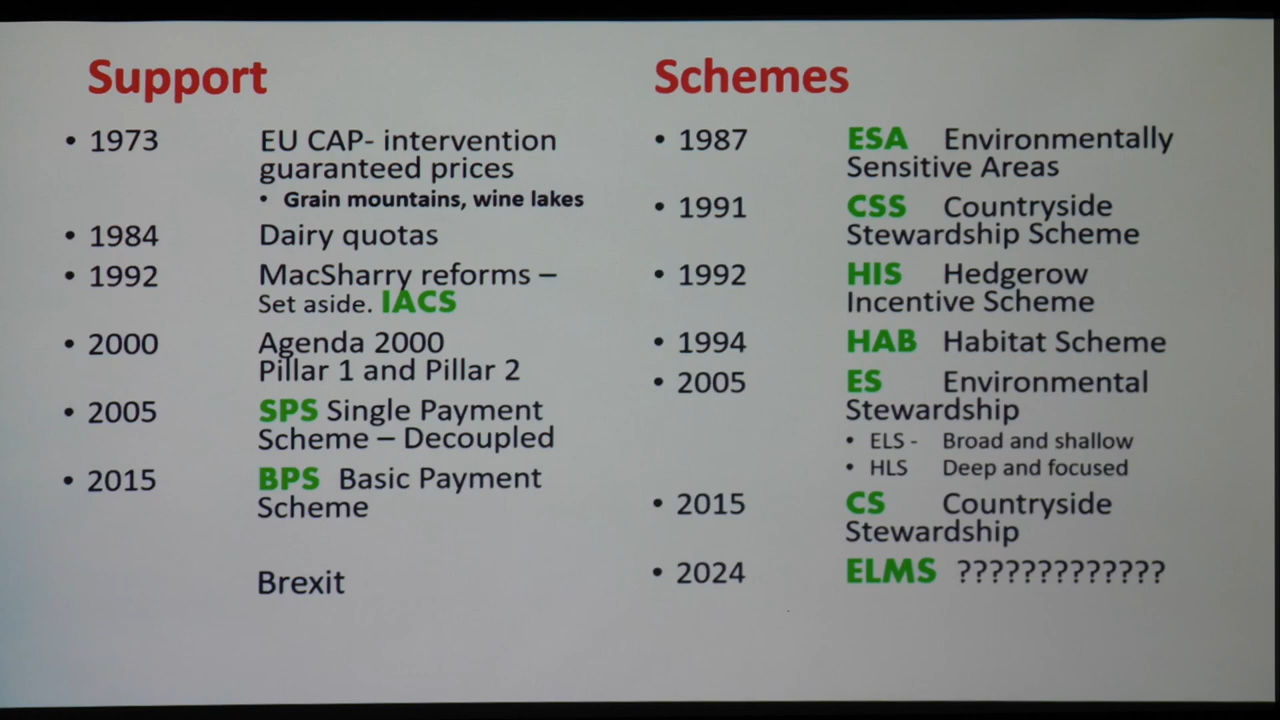 Support
• 1973 EU CAP- intervention
guaranteed prices
• Grain mountains, wine lakes
• 1984 Dairy quotas
• 1992 MacSharry reforms –
Set aside. IACS
• 2000 Agenda 2000
Pillar 1 and Pillar 2
• 2005 SPS Single Payment
Scheme – Decoupled
• 2015 BPS Basic Payment
Scheme
Brexit
Schemes
• 1987 ESA Environmentally
Sensitive Areas
• 1991 CSS Countryside
Stewardship Scheme
• 1992 HIS Hedgerow
Incentive Scheme
• 1994 HAB Habitat Scheme
• 2005 ES Environmental
Stewardship
• ELS - Broad and shallow
• HLS Deep and focused
• 2015 CS Countryside
Stewardship
• 2024 ELMS ?????????????